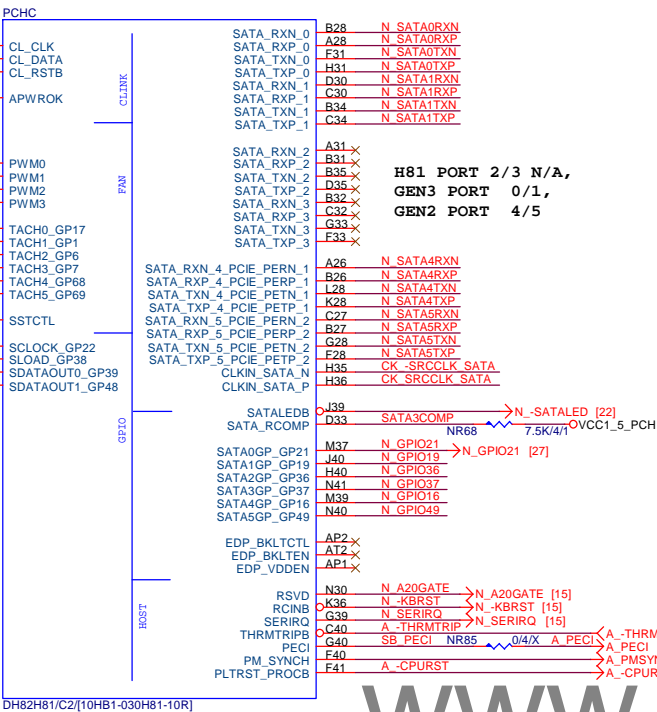 PCHC
CL_CLK
CL_DATA
CL_RSTB
APWROK
CLINK
FAN
PWM0
PWM1
PWM2
PWM3
TACH0_GP17
TACH1_GP1
TACH2_GP6
TACH3_GP7
TACH4_GP68
TACH5_GP69
SSTCTL
SCLOCK_GP22
SLOAD_GP38
SDATAOUT0_GP39
SDATAOUT1_GP48
GPIO
HOST
SATA_RXN_0 B28 N_SATA0RXN
SATA_RXP_0 A28 N_SATA0RXP
SATA_TXN_0 F31 N_SATA0TXN
SATA_TXP_0 H31 N_SATA0TXP
SATA_RXN_1 D30 N_SATA1RXN
SATA_RXP_1 C30 N_SATA1RXP
SATA_TXN_1 B34 N_SATA1TXN
SATA_TXP_1 C34 N_SATA1TXP
SATA_RXN_2 A31
SATA_RXP_2 B31
SATA_TXN_2 B35
SATA_TXP_2 D35
SATA_RXN_3 B32
SATA_RXP_3 C32
SATA_TXN_3 G33
SATA_TXP_3 F33
H81 PORT 2/3 N/A,
GEN3 PORT 0/1,
GEN2 PORT 4/5
SATA_RXN_4_PCIE_PERN_1 A26 N_SATA4RXN
SATA_RXP_4_PCIE_PERP_1 B26 N_SATA4RXP
SATA_TXN_4_PCIE_PETN_1 L28 N_SATA4TXN
SATA_TXP_4_PCIE_PETP_1 K28 N_SATA4TXP
SATA_RXN_5_PCIE_PERN_2 C27 N_SATA5RXN
SATA_RXP_5_PCIE_PERP_2 B27 N_SATA5RXP
SATA_TXN_5_PCIE_PETN_2 G28 N_SATA5TXN
SATA_TXP_5_PCIE_PETP_2 F28 N_SATA5TXP
CLKIN_SATA_N H35 CK_-SRCCLK_SATA
CLKIN_SATA_P H36 CK_SRCCLK_SATA
SATALEDB J39 N_-SATALED [22]
SATA_RCOMP D33 SATA3COMP NR68 7.5K/4/1 VCC1_5_PCH
SATA0GP_GP21 M37 N_GPIO21 N_GPIO21 [27]
SATA1GP_GP19 J40 N_GPIO19
SATA2GP_GP36 H40 N_GPIO36
SATA3GP_GP37 N41 N_GPIO37
SATA4GP_GP16 M39 N_GPIO16
SATA5GP_GP49 N40 N_GPIO49
EDP_BKLTCTL AP2
EDP_BKLTEN AT2
EDP_VDDEN AP1
RSVD N30 N_A20GATE N_A20GATE [15]
RCINB K36 N_-KBRST N_-KBRST [15]
SERIRQ G39 N_SERIRQ N_SERIRQ [15]
THRMTRIPB C40 A_-THRMTRIP A_-THRM
PECI G40 SB_PECI NR85 0/4/X A_PECI A_PECI
PM_SYNCH F40 A_PMSYN
PLTRST_PROCB F41 A_-CPURST A_-CPUR
DH82H81/C2/[10HB1-030H81-10R]
WWW